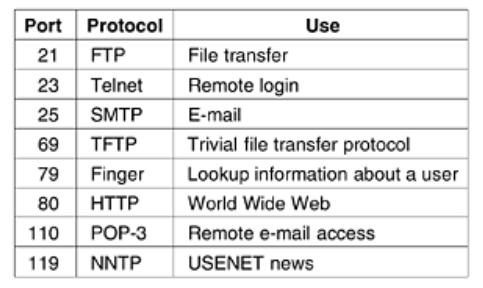 Port Protocol Use
21 FTP File transfer
23 Telnet Remote login
25 SMTP E-mail
69 TFTP Trivial file transfer protocol
79 Finger Lookup information about a user
80 HTTP World Wide Web
110 POP-3 Remote e-mail access
119 NNTP USENET news